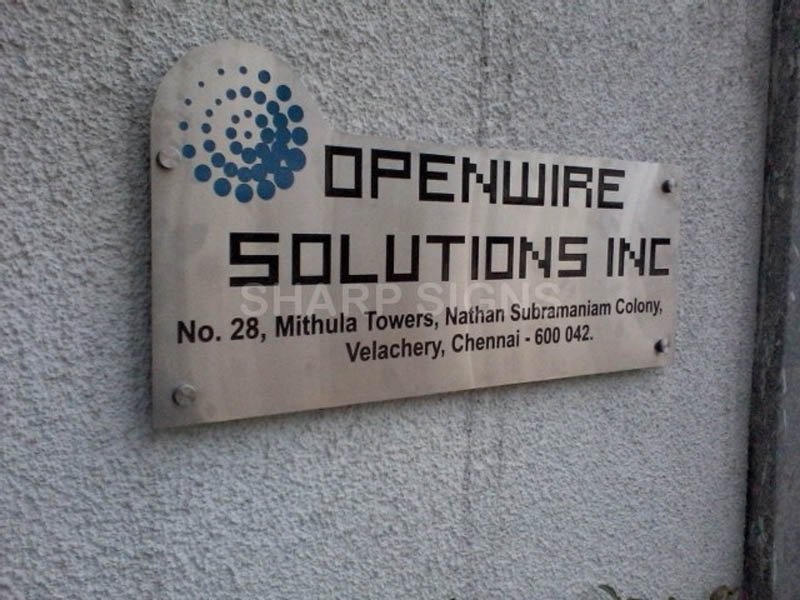 OPENWIRE
SOLUTIONS INC
SHARP SIGNS
No. 28, Mithula Towers, Nathan Subramaniam Colony,
Velachery, Chennai - 600 042.